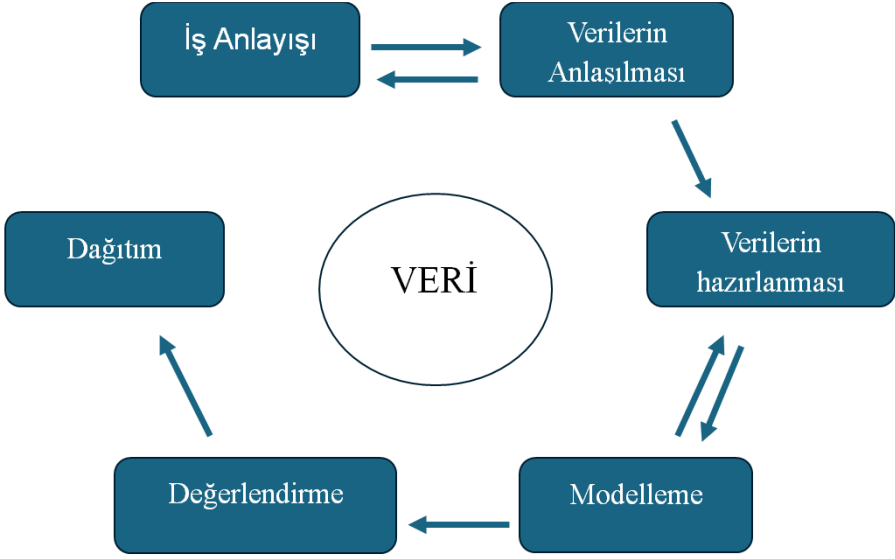 İş Anlayışı
Verilerin
Anlaşılması
Dağıtım
VERİ
Verilerin
hazırlanması
Değerlendirme
Modelleme